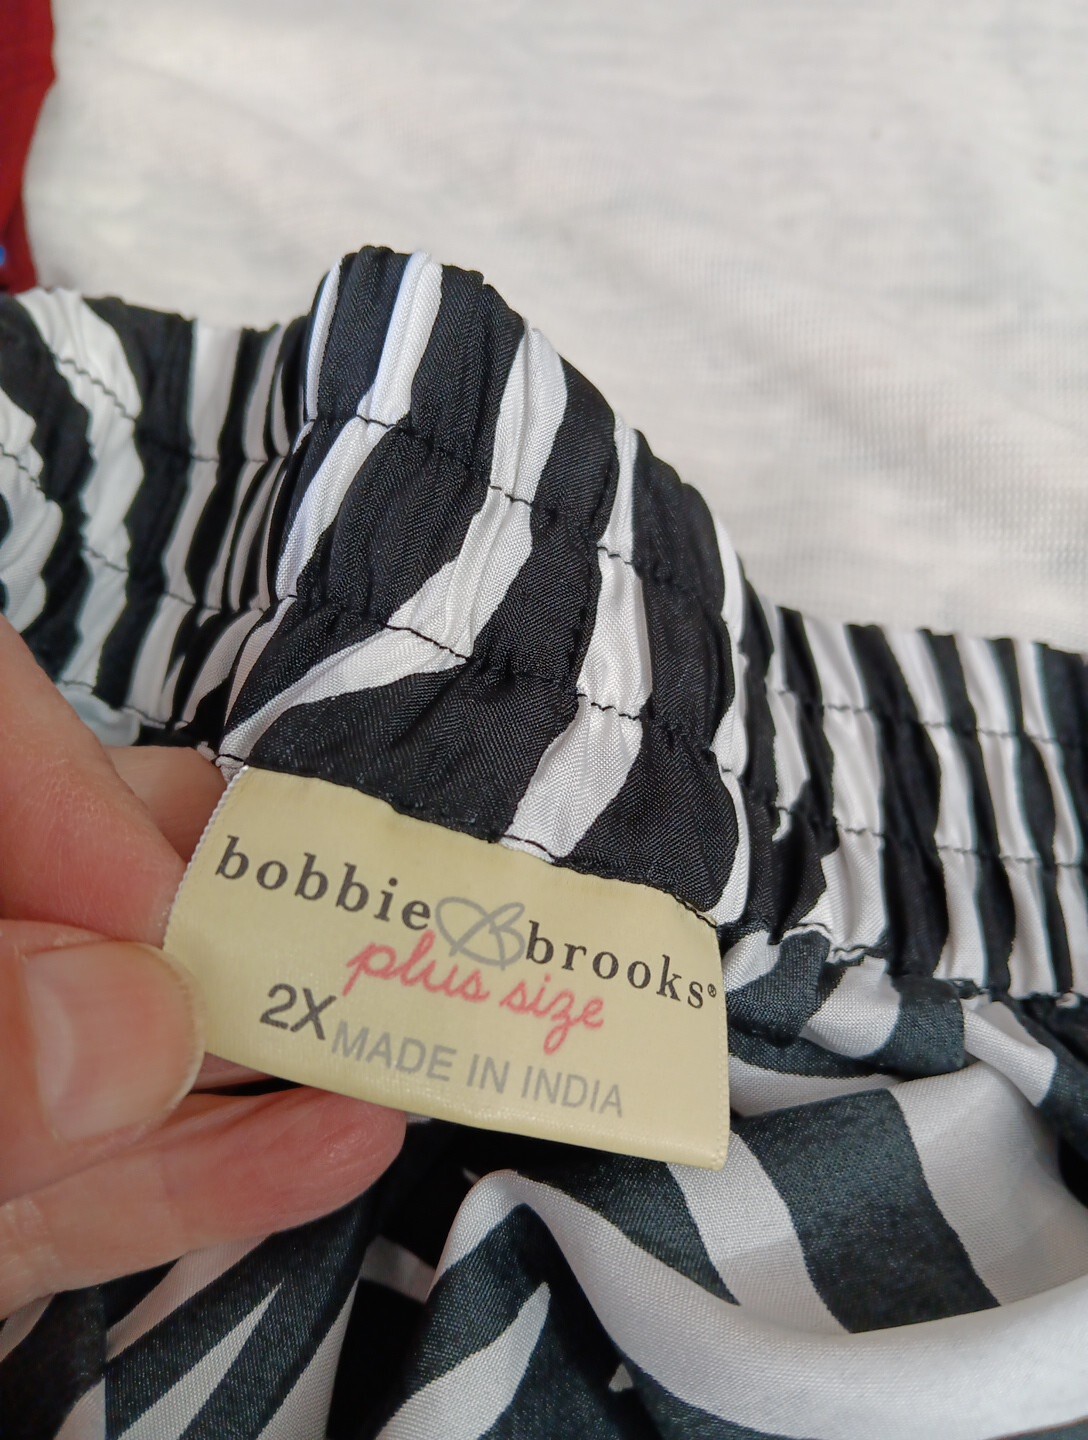 bobbie B brooks®
plus size
2X MADE IN INDIA